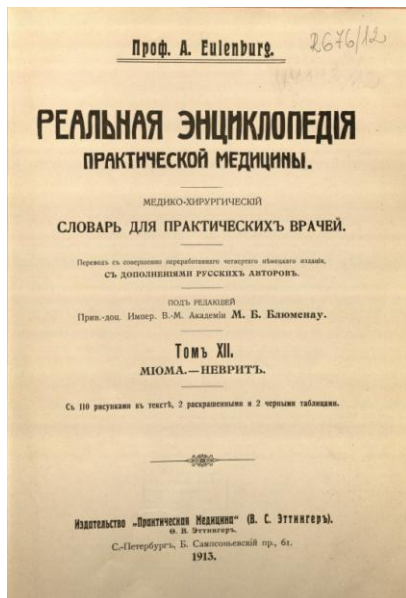 Проф. A. Eulenburg.
2676/12
РЕАЛЬНАЯ ЭНЦИКЛОПЕДІЯ
ПРАКТИЧЕСКОЙ МЕДИЦИНЫ.
МЕДИКО-ХИРУРГИЧЕСКІЙ
СЛОВАРЬ ДЛЯ ПРАКТИЧЕСКИХЪ ВРАЧЕЙ.
Переводъ съ совершенно переработаннаго четвертаго нѣмецкаго изданія,
СЪ ДОПОЛНЕНІЯМИ РУССКИХЪ АВТОРОВЪ.
ПОДЪ РЕДАКЦІЕЙ
Прив.-доц. Импер. В.-М. Академіи М. Б. Блюменау.
Томъ XII.
МІОМА.—НЕВРИТЪ.
Съ 110 рисунками въ текстѣ, 2 раскрашенными и 2 черными таблицами.
Издательство „Практическая Медицина" (В. С. Эттингеръ).
Ѳ. В. Эттингеръ.
С.-Петербургъ, Б. Сампсоньевскій пр., 61.
1913.